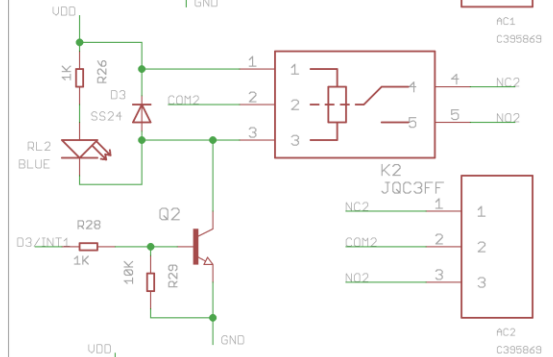 VDD
GND
AC1
C395869
1K
R26
D3
SS24
COM2
1
2
3
1
2
3
4
5
4
5
NC2
NO2
RL2
BLUE
K2
JQC3FF
Q2
R28
D3/INT1
1K
10K
R29
GND
VDD
NC2
COM2
NO2
1
2
3
1
2
3
AC2
C395869